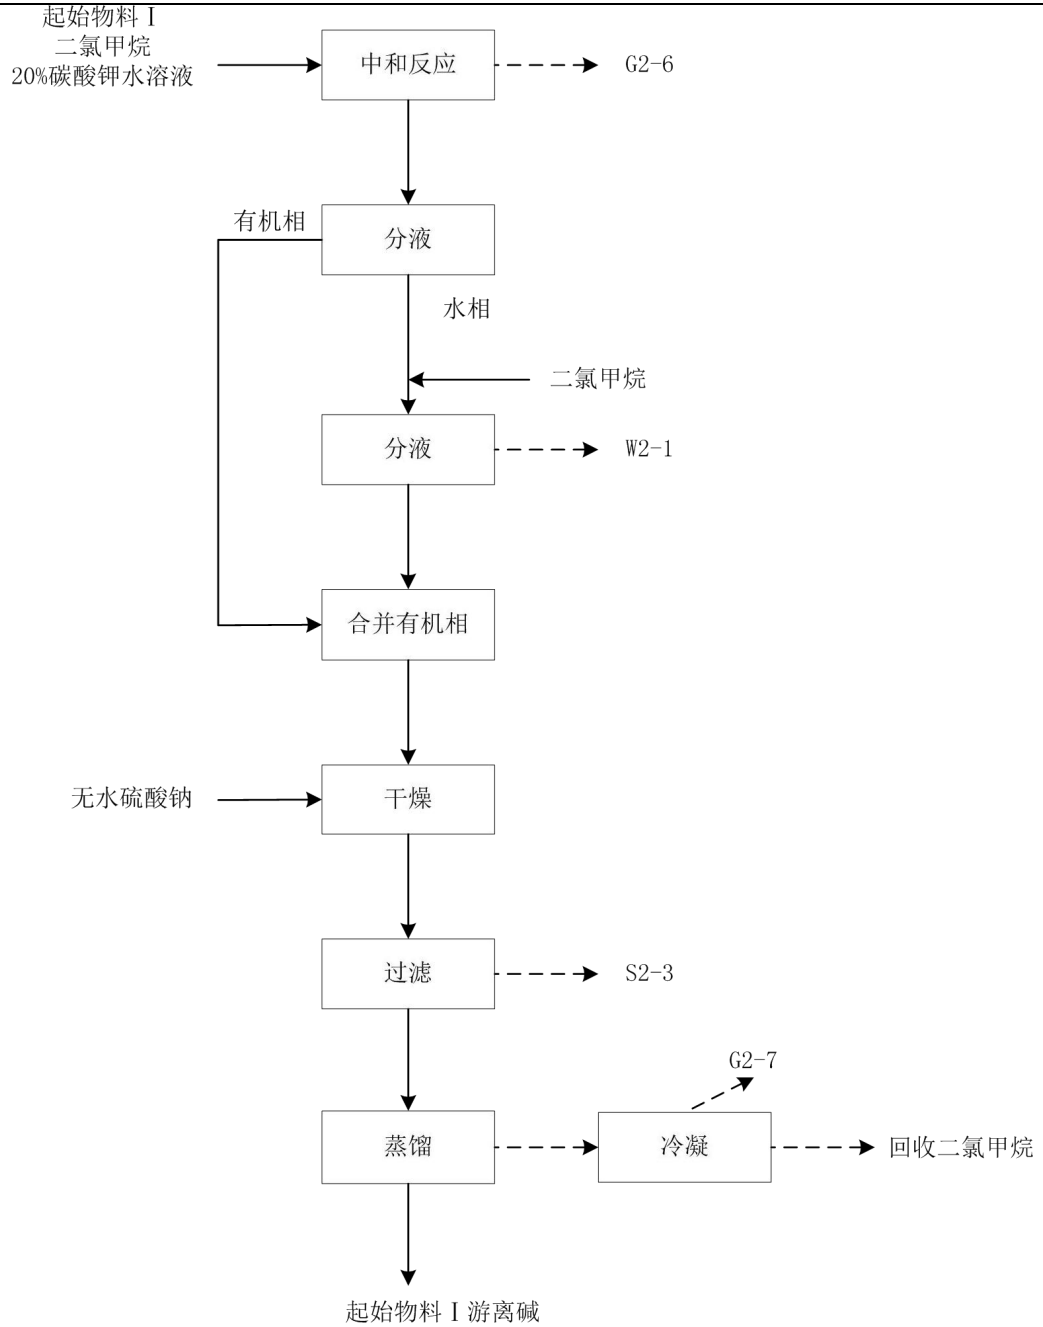 起始物料Ⅰ
二氯甲烷
20%碳酸钾水溶液
中和反应
G2-6
有机相
分液
水相
二氯甲烷
分液
W2-1
合并有机相
无水硫酸钠
干燥
过滤
S2-3
G2-7
蒸馏
冷凝
回收二氯甲烷
起始物料Ⅰ游离碱